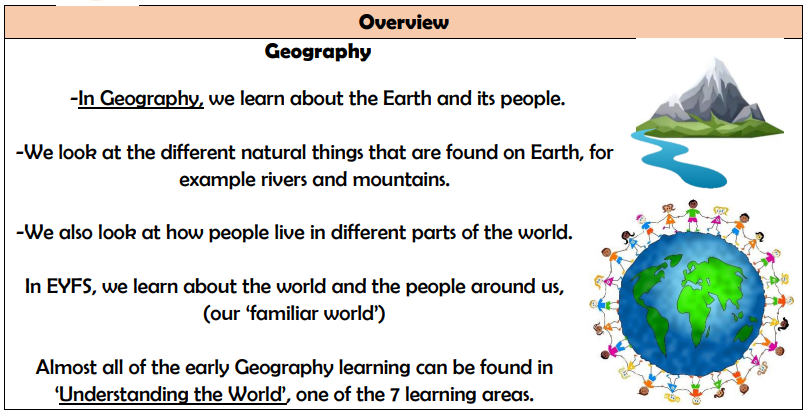 Overview
Geography
-In Geography, we learn about the Earth and its people.
-We look at the different natural things that are found on Earth, for
example rivers and mountains.
-We also look at how people live in different parts of the world.
In EYFS, we learn about the world and the people around us,
(our ‘familiar world’)
Almost all of the early Geography learning can be found in
‘Understanding the World’, one of the 7 learning areas.